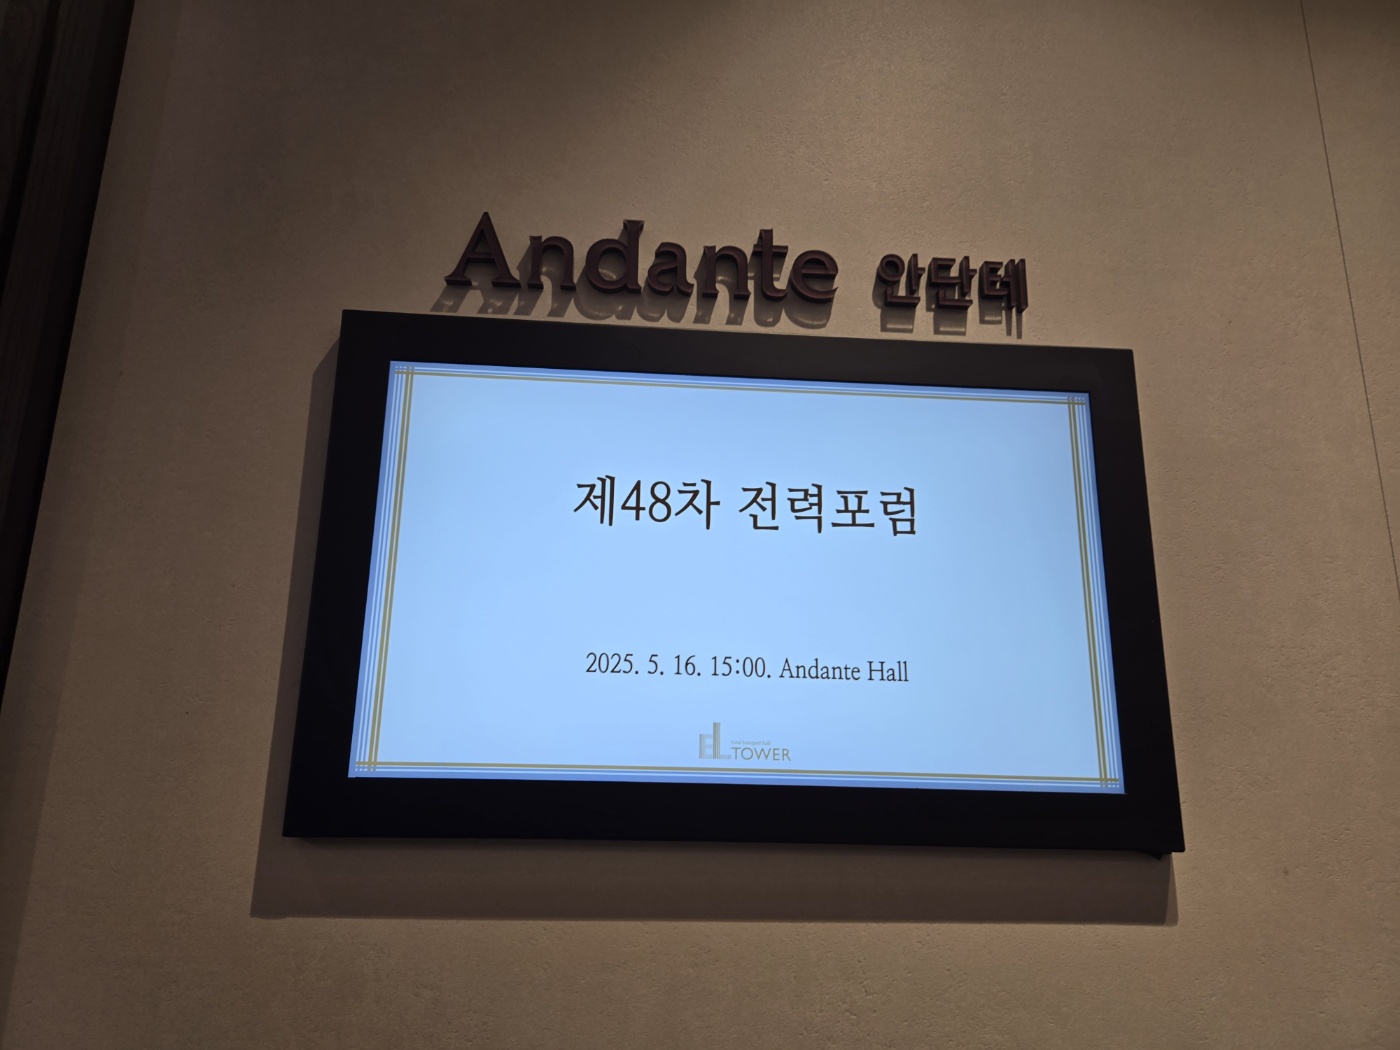 Andante 안단테
제48차 전력포럼
2025. 5. 16. 15:00. Andante Hall
EL TOWER